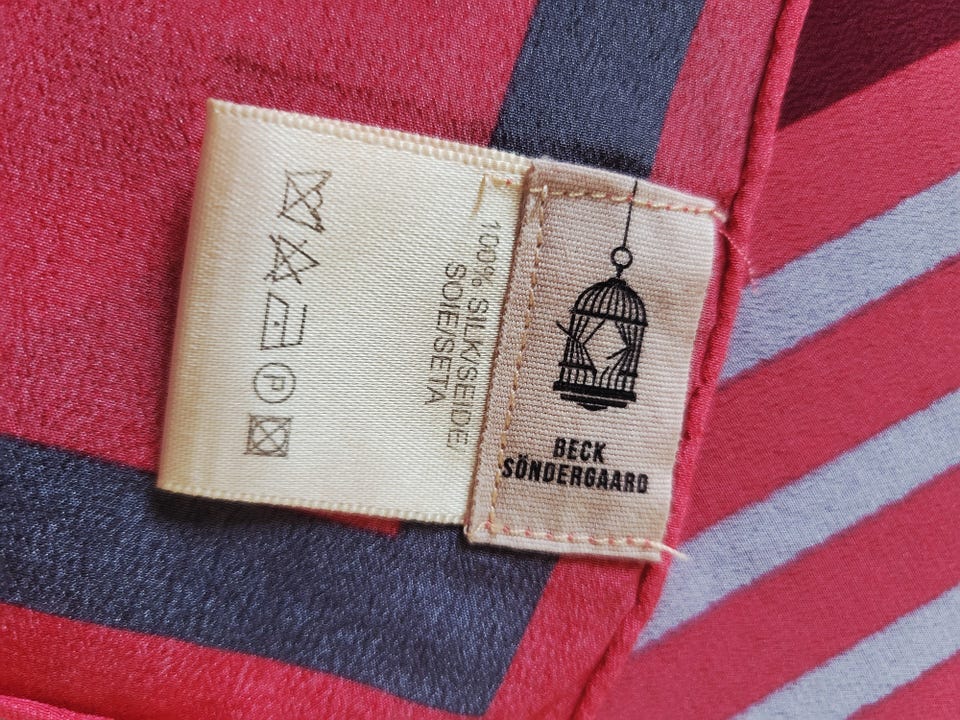 100% SILK/SEIDE/
SOIE/SETA
P
BECK
SÖNDERGAARD